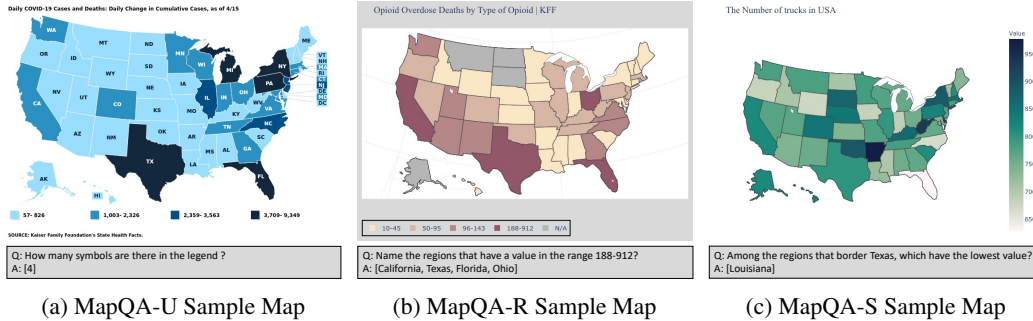 Daily COVID-19 Cases and Deaths: Daily Change in Cumulative Cases, as of 4/15
WA
OR
CA
NV
ID
MT
WY
UT
AZ
CO
NM
ND
SD
NE
KS
OK
TX
MN
IA
MO
AR
LA
WI
IL
MI
IN
OH
KY
TN
MS
AL
GA
FL
SC
NC
VA
WV
PA
NY
ME
VT
NH
MA
RI
CT
NJ
DE
MD
DC
AK
HI
57- 826
1,003- 2,326
2,359- 3,563
3,709- 9,349
SOURCE: Kaiser Family Foundation's State Health Facts.
Q: How many symbols are there in the legend ?
A: [4]
(a) MapQA-U Sample Map
Opioid Overdose Deaths by Type of Opioid | KFF
10-45
50-95
96-143
188-912
N/A
Q: Name the regions that have a value in the range 188-912?
A: [California, Texas, Florida, Ohio]
(b) MapQA-R Sample Map
The Number of trucks in USA
Value
950
900
850
800
750
700
650
Q: Among the regions that border Texas, which have the lowest value?
A: [Louisiana]
(c) MapQA-S Sample Map